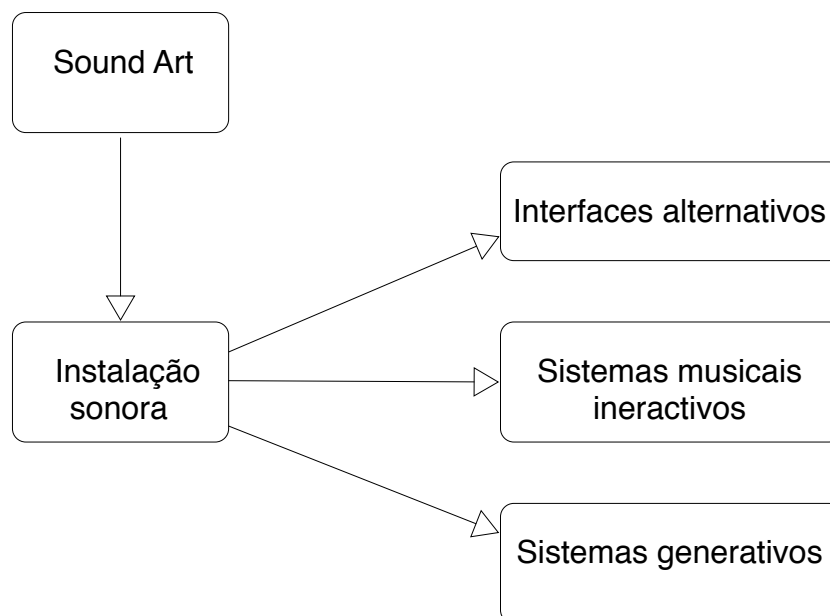 Sound Art
Interfaces alternativos
Instalação
sonora
Sistemas musicais
ineractivos
Sistemas generativos